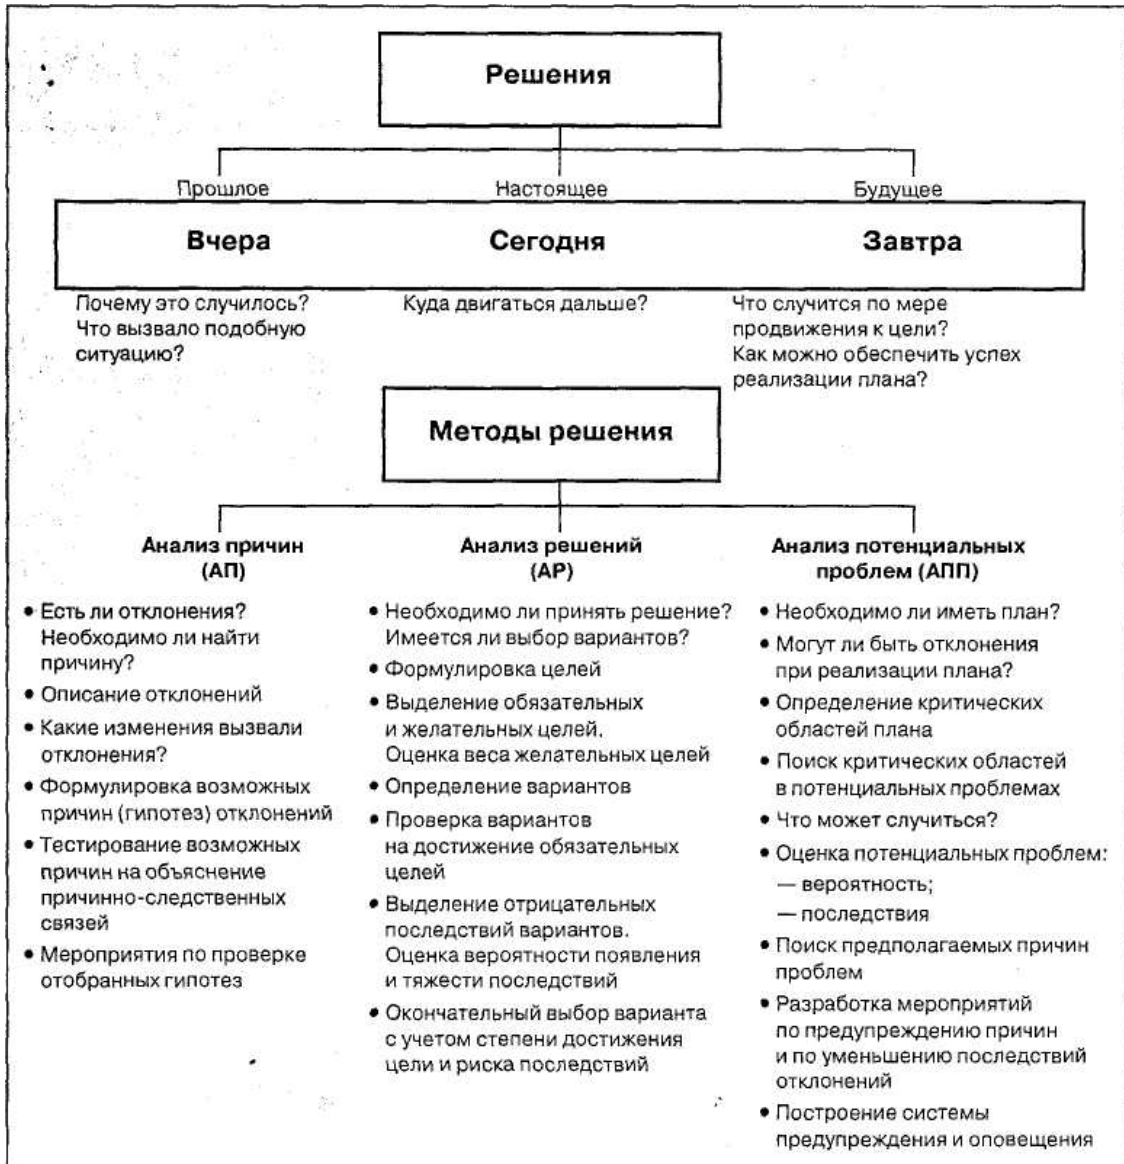 Решения
Прошлое
Настоящее
Будущее
Вчера
Сегодня
Завтра
Почему это случилось?
Что вызвало подобную
ситуацию?
Куда двигаться дальше?
Что случится по мере
продвижения к цели?
Как можно обеспечить успех
реализации плана?
Методы решения
Анализ причин
(АП)
• Есть ли отклонения?
Необходимо ли найти
причину?
• Описание отклонений
• Какие изменения вызвали
отклонения?
• Формулировка возможных
причин (гипотез) отклонений
• Тестирование возможных
причин на объяснение
причинно-следственных
связей
• Мероприятия по проверке
отобранных гипотез
Анализ решений
(АР)
• Необходимо ли принять решение?
Имеется ли выбор вариантов?
• Формулировка целей
• Выделение обязательных
и желательных целей.
Оценка веса желательных целей
• Определение вариантов
• Проверка вариантов
на достижение обязательных
целей
• Выделение отрицательных
последствий вариантов.
Оценка вероятности появления
и тяжести последствий
• Окончательный выбор варианта
с учетом степени достижения
цели и риска последствий
Анализ потенциальных
проблем (АПП)
• Необходимо ли иметь план?
• Могут ли быть отклонения
при реализации плана?
• Определение критических
областей плана
• Поиск критических областей
в потенциальных проблемах
• Что может случиться?
• Оценка потенциальных проблем:
— вероятность;
— последствия
• Поиск предполагаемых причин
проблем
• Разработка мероприятий
по предупреждению причин
и по уменьшению последствий
отклонений
• Построение системы
предупреждения и оповещения